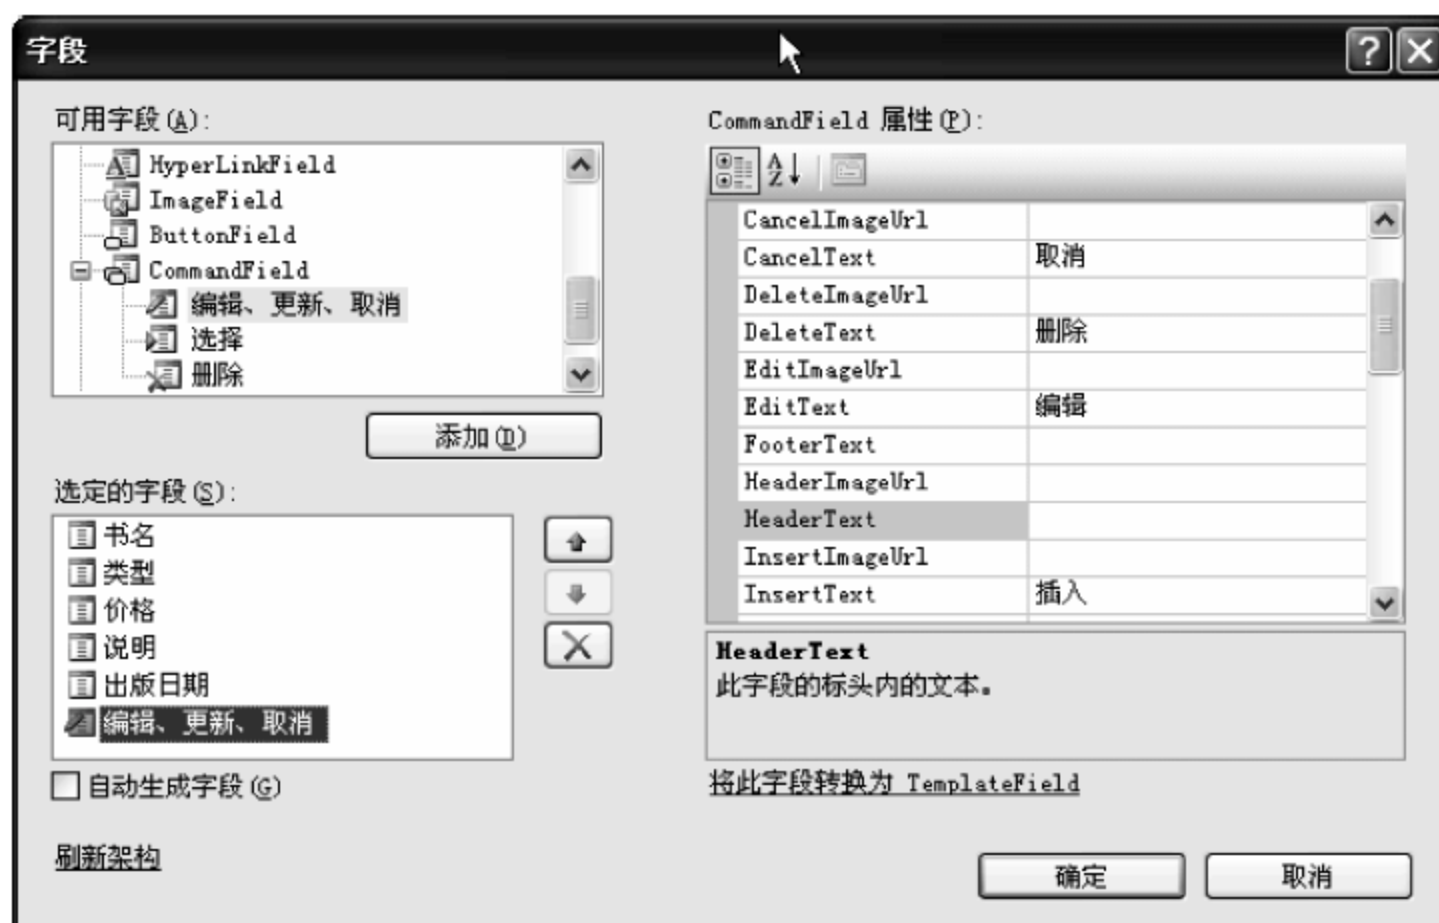 字段
可用字段(A):
HyperLinkField
ImageField
ButtonField
CommandField
编辑、更新、取消
选择
删除
添加(D)
选定的字段(S):
书名
类型
价格
说明
出版日期
编辑、更新、取消
自动生成字段(G)
刷新架构
CommandField 属性(P):
CancelImageUrl
CancelText 取消
DeleteImageUrl
DeleteText 删除
EditImageUrl
EditText 编辑
FooterText
HeaderImageUrl
HeaderText
InsertImageUrl
InsertText 插入
HeaderText
此字段的标头内的文本。
将此字段转换为 TemplateField
确定
取消